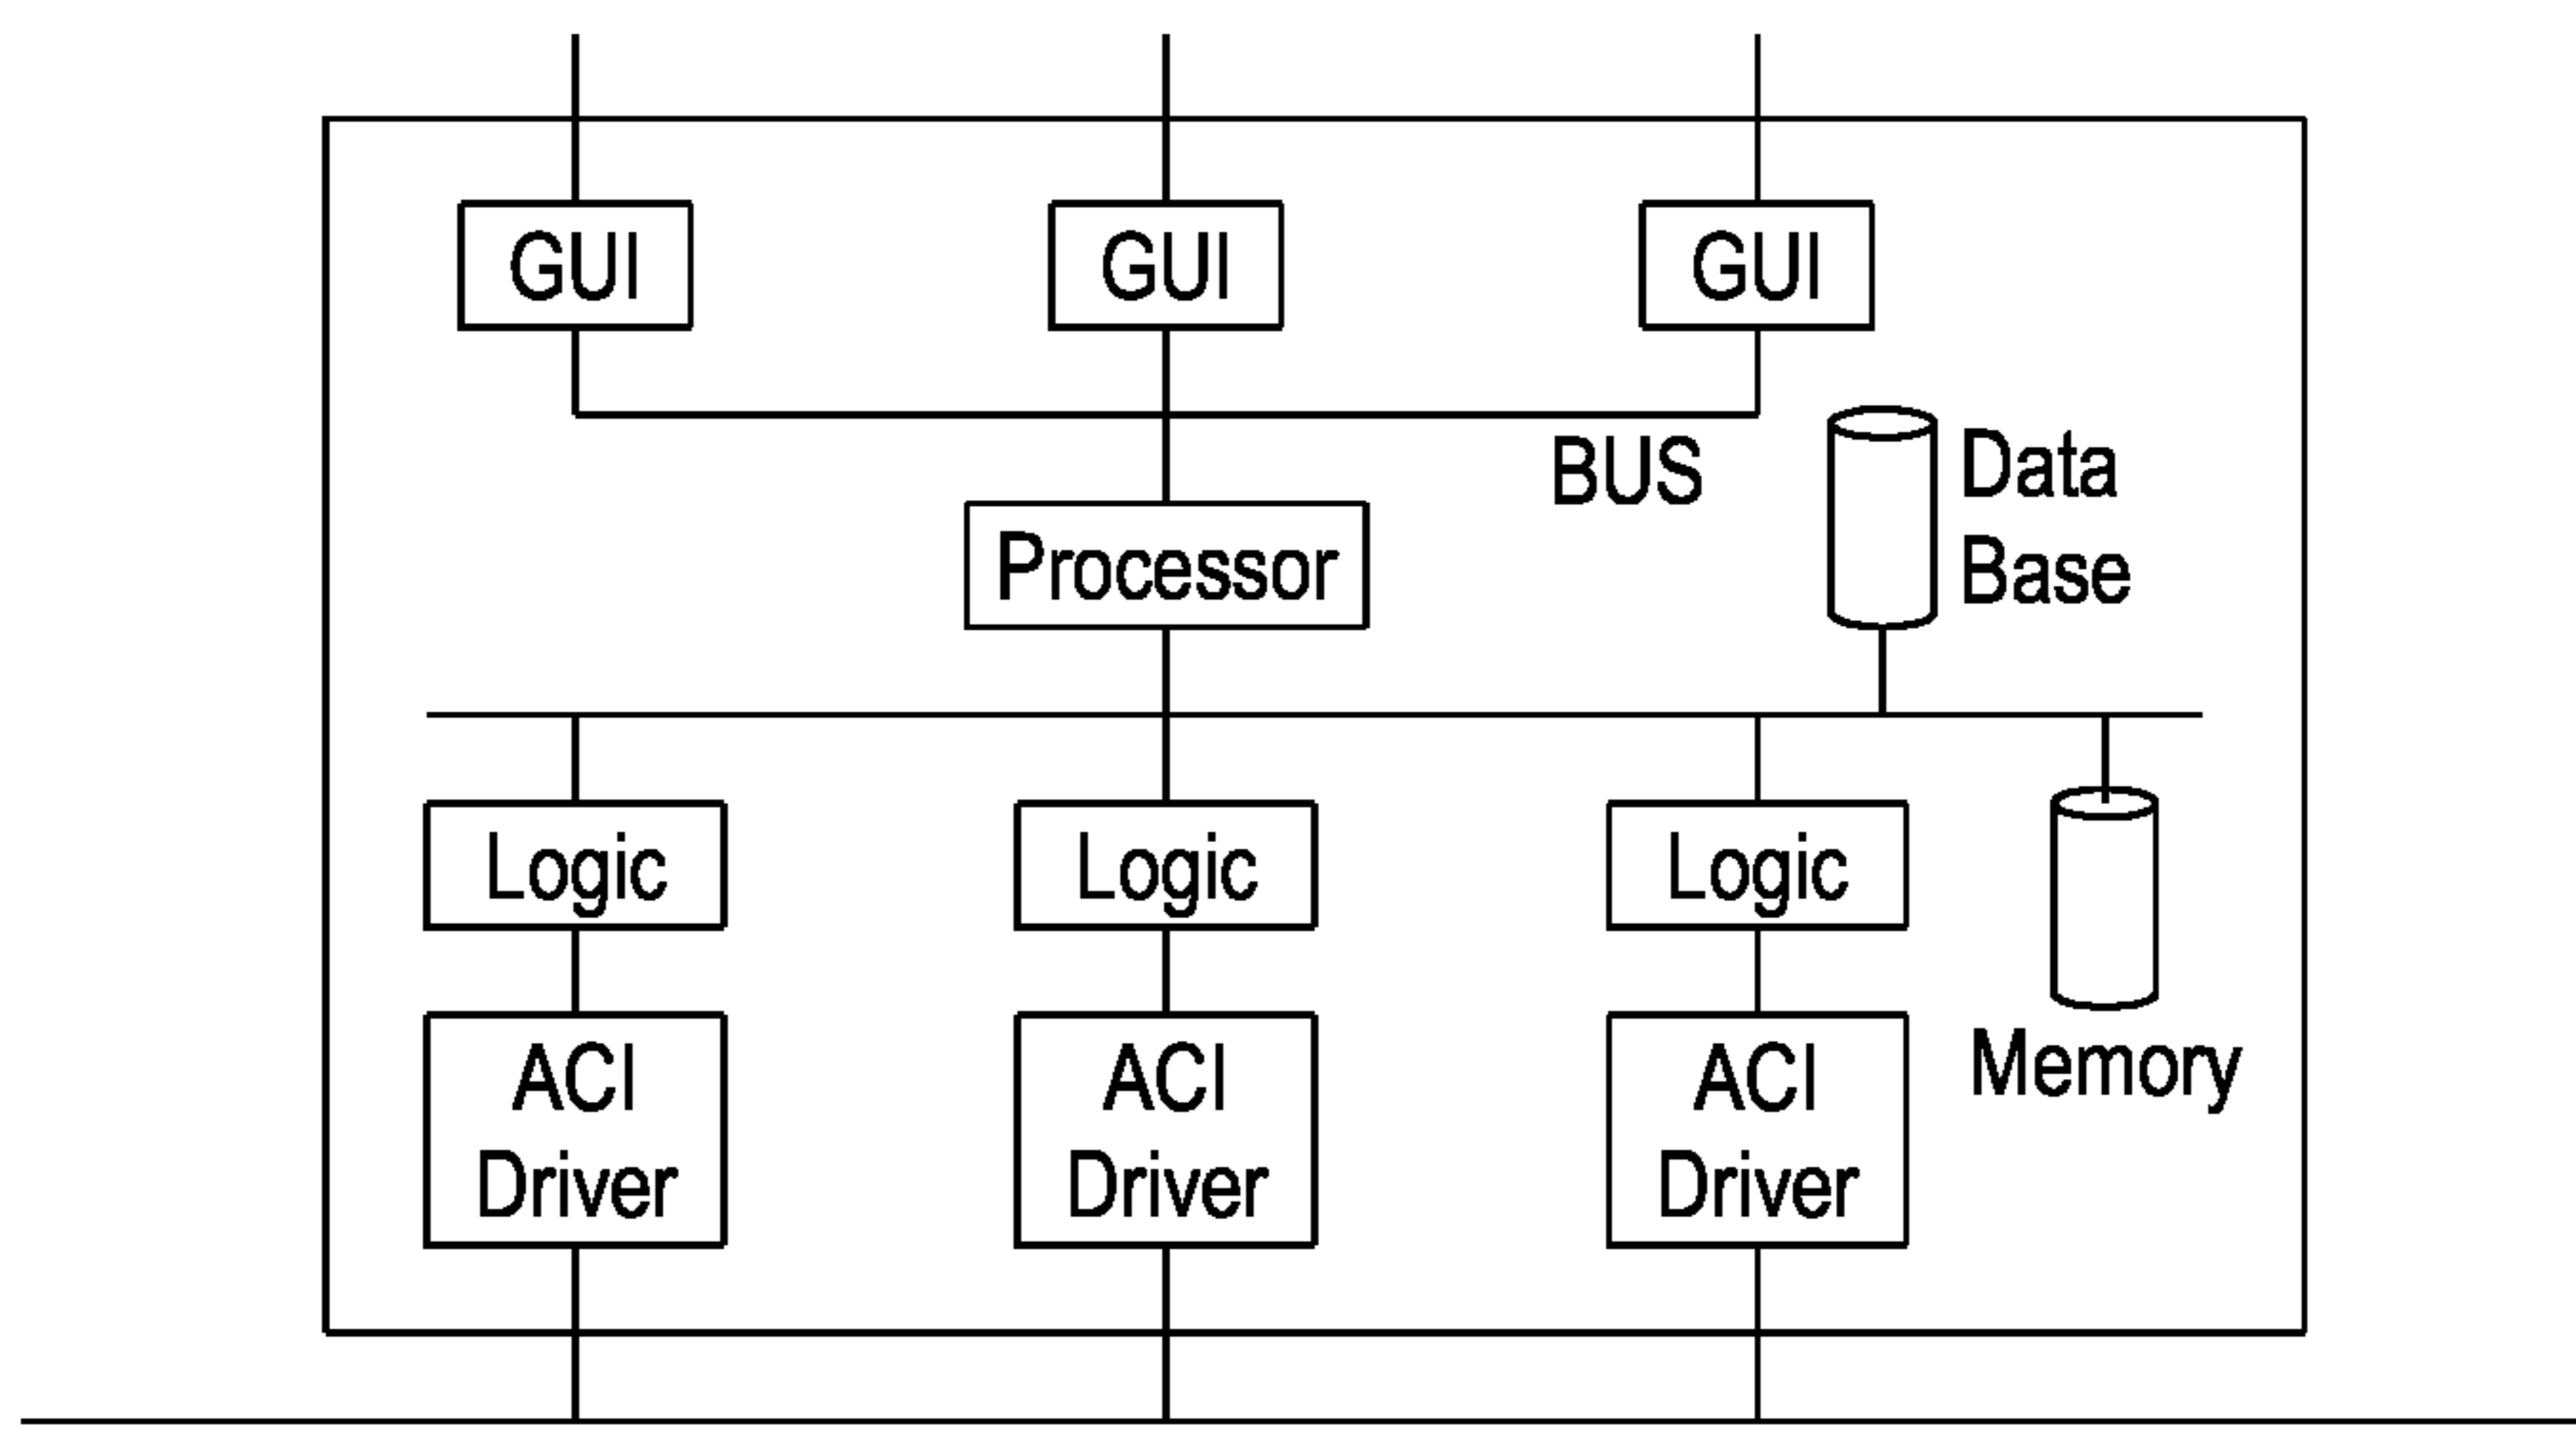 GUI
GUI
GUI
BUS
Data
Base
Processor
Logic
Logic
Logic
ACI
Driver
ACI
Driver
ACI
Driver
Memory